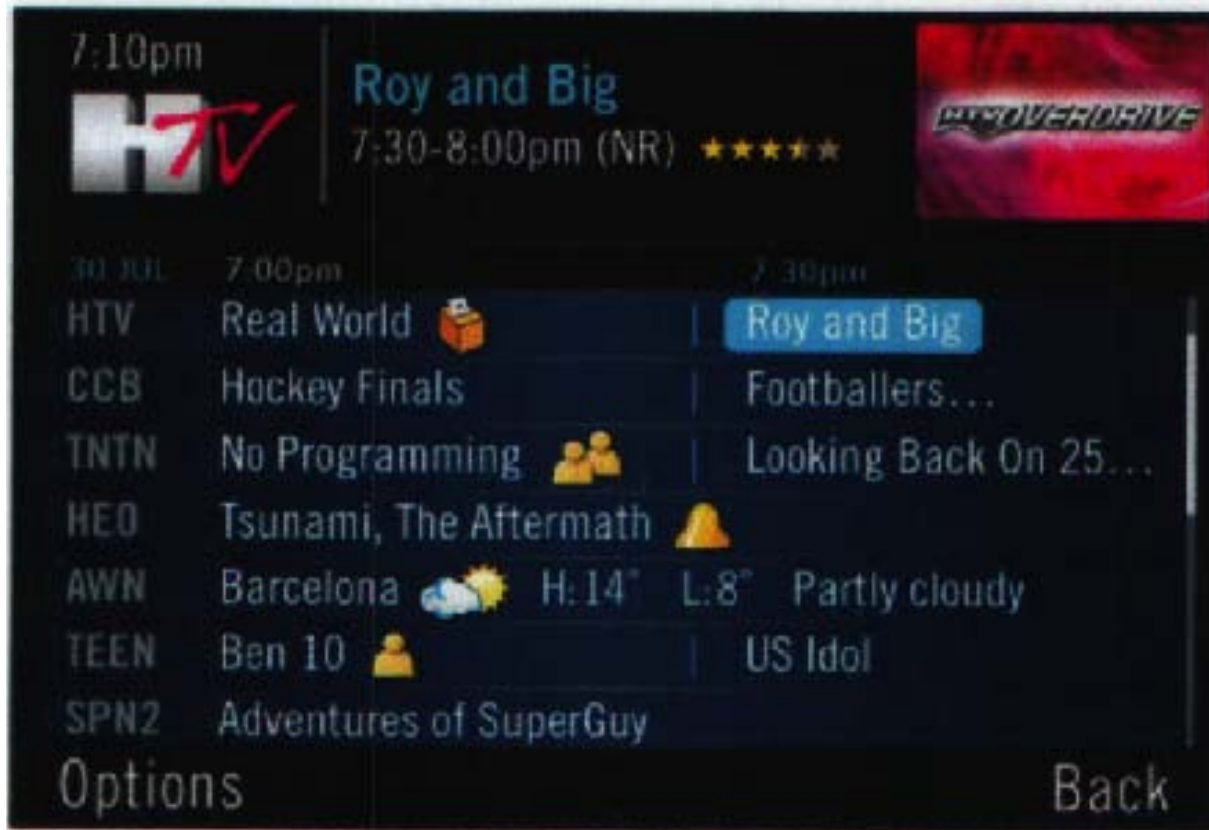 7:10pm
HTV
Roy and Big
7:30-8:00pm (NR)
OVERDRIVE
30 JUL 7:00pm 7:30pm
HTV Real World Roy and Big
CCB Hockey Finals Footballers...
TNTN No Programming Looking Back On 25...
HEO Tsunami, The Aftermath
AWN Barcelona H:14° L:8° Partly cloudy
TEEN Ben 10 US Idol
SPN2 Adventures of SuperGuy
Options Back